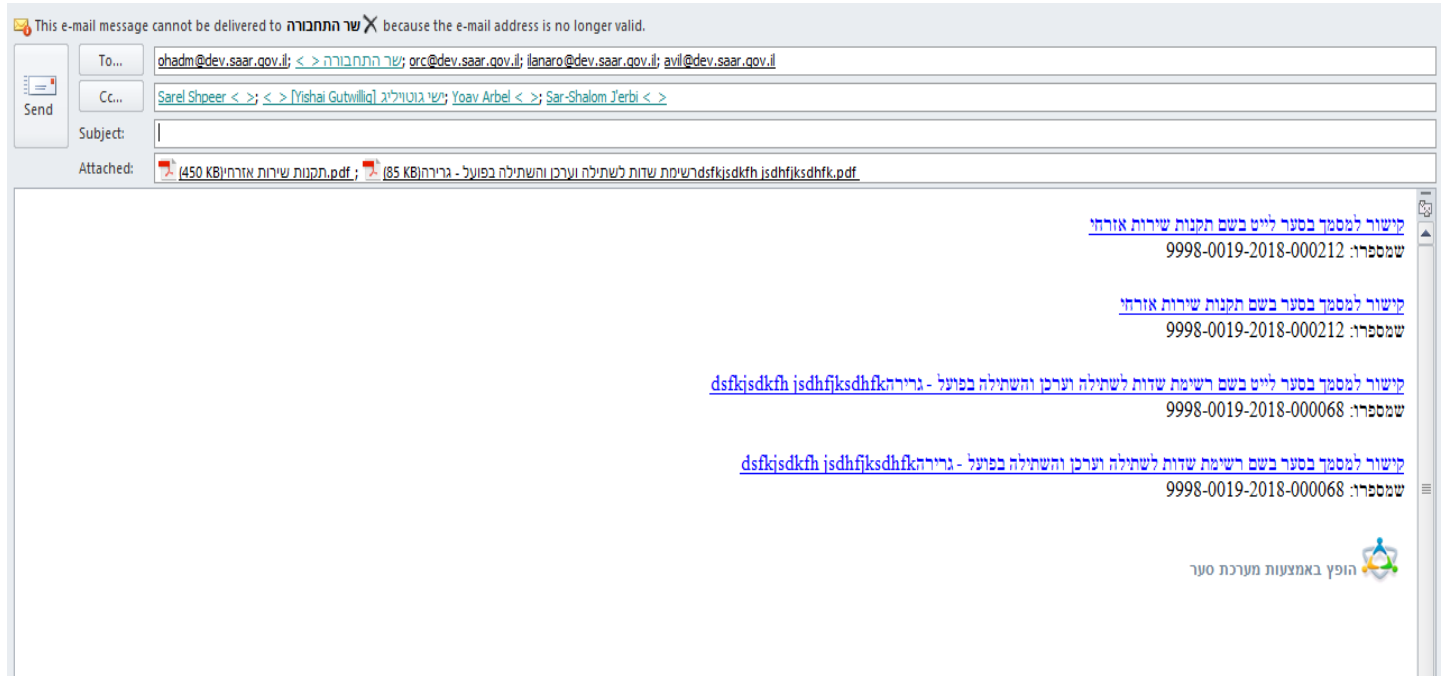 This e-mail message cannot be delivered to שר התחבורה because the e-mail address is no longer valid.
Send
To...
ohadm@dev.saar.gov.il; שר התחבורה < >; orc@dev.saar.gov.il; ilanaro@dev.saar.gov.il; avil@dev.saar.gov.il
Cc...
Sarel Shpeer < >; ישי גוטויליג [Yishai Gutwillig] < >; Yoav Arbel < >; Sar-Shalom J'erbi < >
Subject:
Attached:
תקנות שירות אזרחי.pdf (450 KB); רשימת שדות לשתילה וערכן והשתילה בפועל - גרירהdsfkjsdkfh jsdhfjksdhfk.pdf (85 KB)
קישור למסמך בסער לייט בשם תקנות שירות אזרחי
שמספרו: 9998-0019-2018-000212
קישור למסמך בסער בשם תקנות שירות אזרחי
שמספרו: 9998-0019-2018-000212
קישור למסמך בסער לייט בשם רשימת שדות לשתילה וערכן והשתילה בפועל - גרירהdsfkjsdkfh jsdhfjksdhfk
שמספרו: 9998-0019-2018-000068
קישור למסמך בסער בשם רשימת שדות לשתילה וערכן והשתילה בפועל - גרירהdsfkjsdkfh jsdhfjksdhfk
שמספרו: 9998-0019-2018-000068
הופץ באמצעות מערכת סער